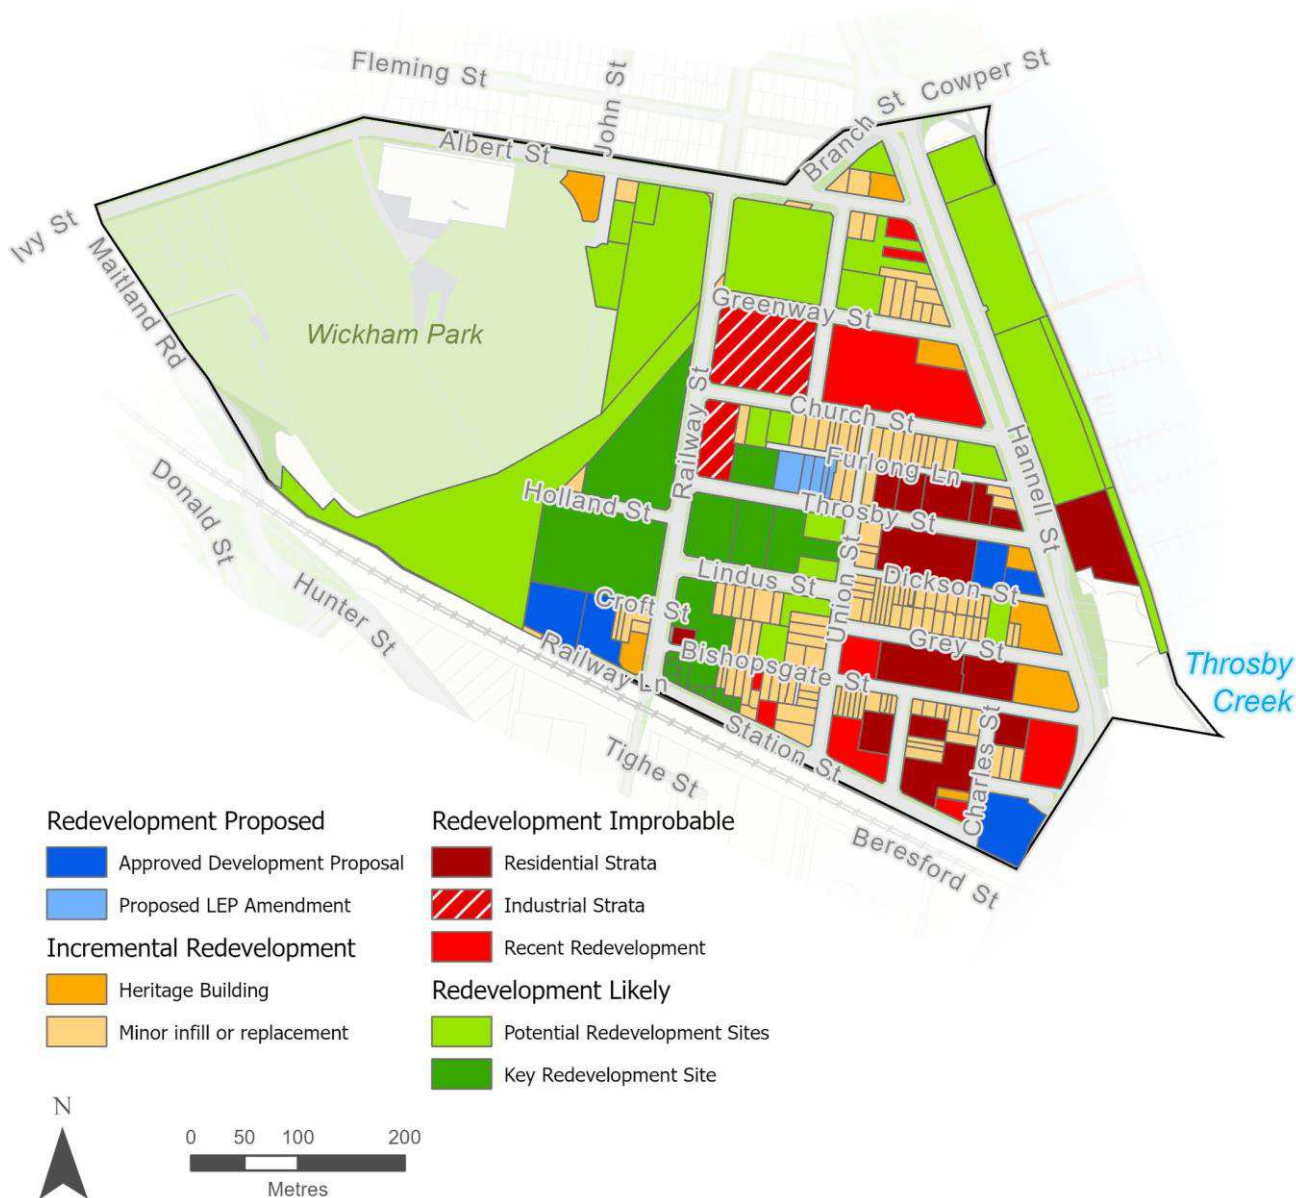 Fleming St
John St
Cowper St
Branch St
Albert St
Ivy St
Maitland Rd
Wickham Park
Greenway St
Railway St
Church St
Hannell St
Furlong Ln
Donald St
Holland St
Throsby St
Hunter St
Lindus St
Union St
Dickson St
Croft St
Grey St
Railway Ln
Bishopsgate St
Throsby
Creek
Station St
Tighe St
Charles St
Beresford St
Redevelopment Proposed
Approved Development Proposal
Proposed LEP Amendment
Incremental Redevelopment
Heritage Building
Minor infill or replacement
Redevelopment Improbable
Residential Strata
Industrial Strata
Recent Redevelopment
Redevelopment Likely
Potential Redevelopment Sites
Key Redevelopment Site
N
0 50 100 200
Metres